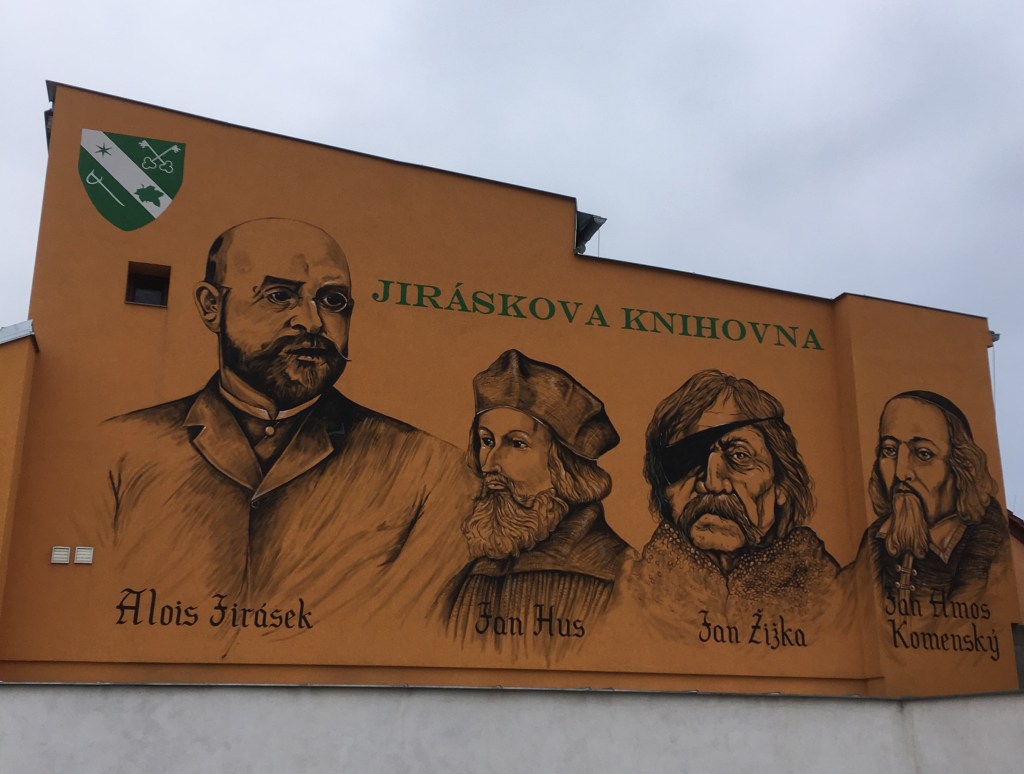 JIRÁSKOVA KNIHOVNA
Alois Jirásek
Jan Hus
Jan Žižka
Jan Amos
Komenský